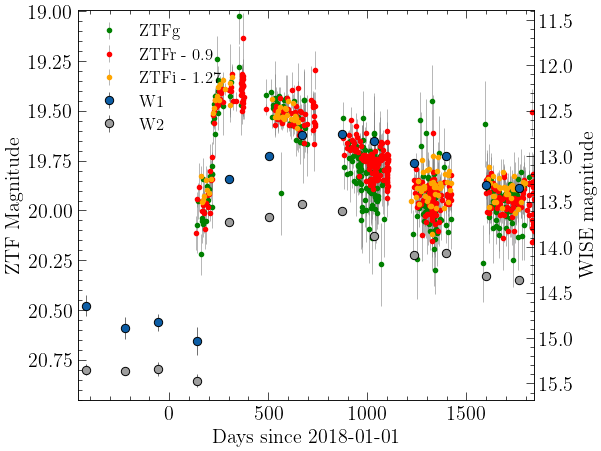 19.00
19.25
19.50
19.75
20.00
20.25
20.50
20.75
ZTF Magnitude
ZTFg
ZTFr - 0.9
ZTFi - 1.27
W1
W2
11.5
12.0
12.5
13.0
13.5
14.0
14.5
15.0
15.5
WISE magnitude
0 500 1000 1500
Days since 2018-01-01